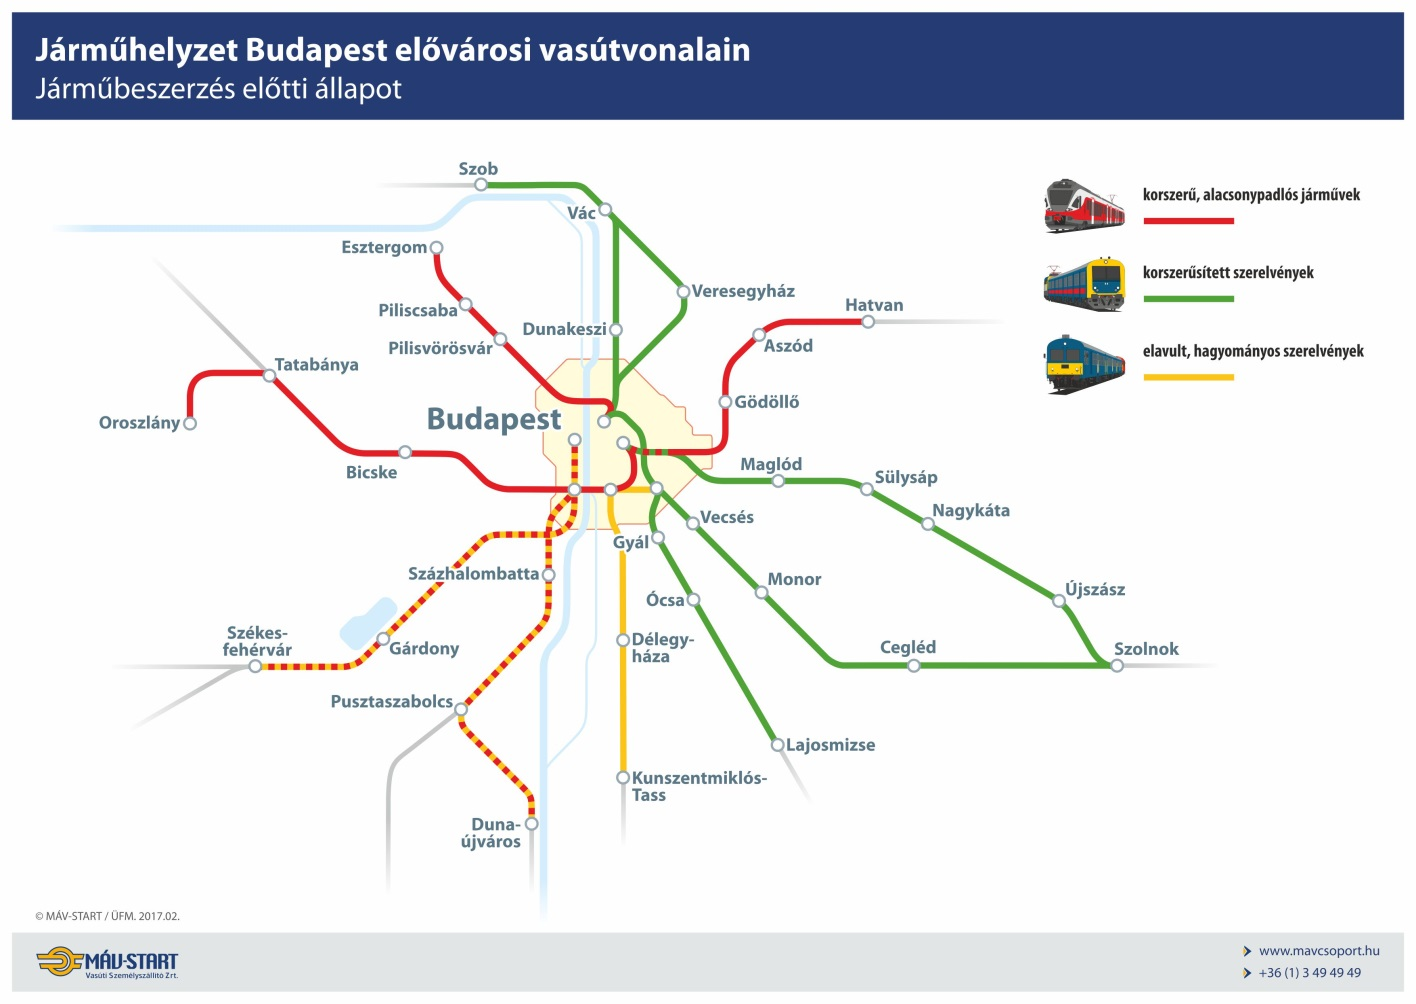 Járműhelyzet Budapest elővárosi vasútvonalain
Járműbeszerzés előtti állapot
Szob
Vác
korszerű, alacsonypadlós járművek
Esztergom
korszerűsített szerelvények
Veresegyház
Piliscsaba
Hatvan
Dunakeszi
Pilisvörösvár
Aszód
elavult, hagyományos szerelvények
Tatabánya
Gödöllő
Oroszlány
Budapest
Bicske
Maglód
Sülysáp
Nagykáta
Vecsés
Gyál
Százhalombatta
Monor
Újszász
Ócsa
Székes-
fehérvár
Gárdony
Délegy-
háza
Cegléd
Szolnok
Pusztaszabolcs
Lajosmizse
Kunszentmiklós-
Tass
Duna-
újváros
© MÁV-START / ÜFM. 2017.02.
MÁV-START
Vasúti Személyszállító Zrt.
www.mavcsoport.hu
+36 (1) 3 49 49 49